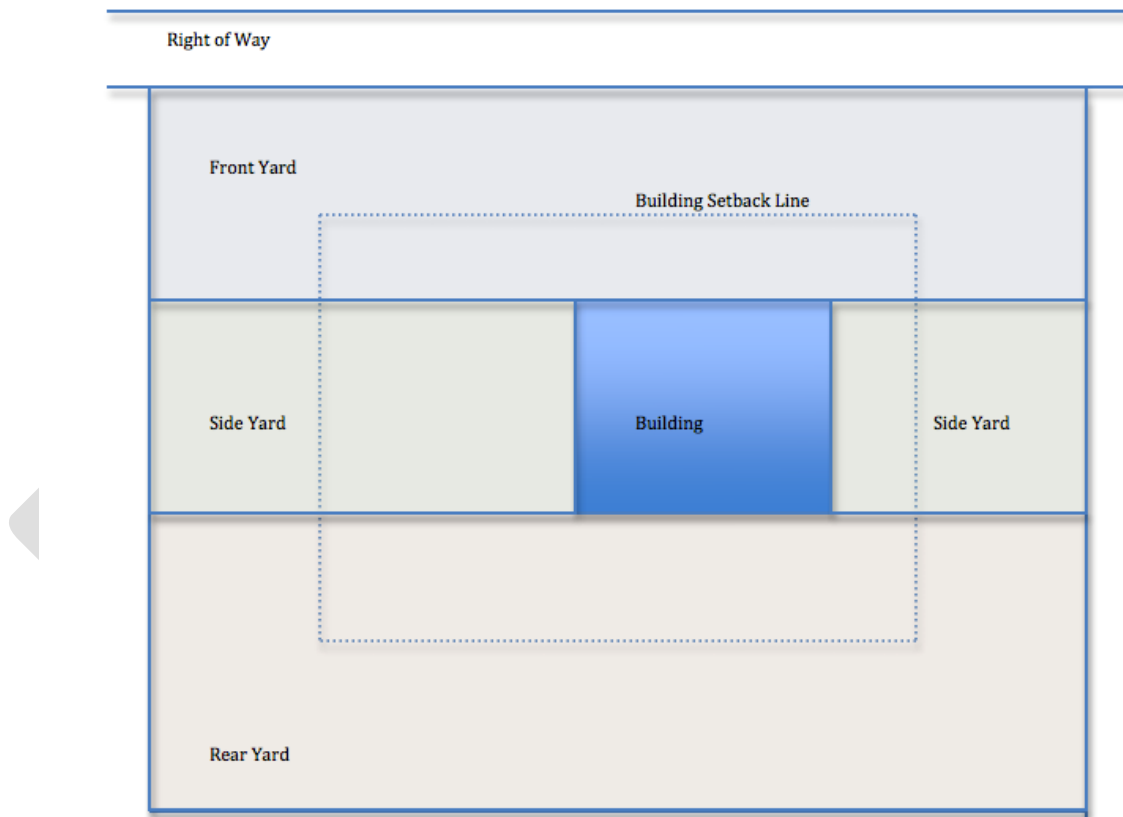 Right of Way
Front Yard
Building Setback Line
Side Yard
Building
Side Yard
Rear Yard